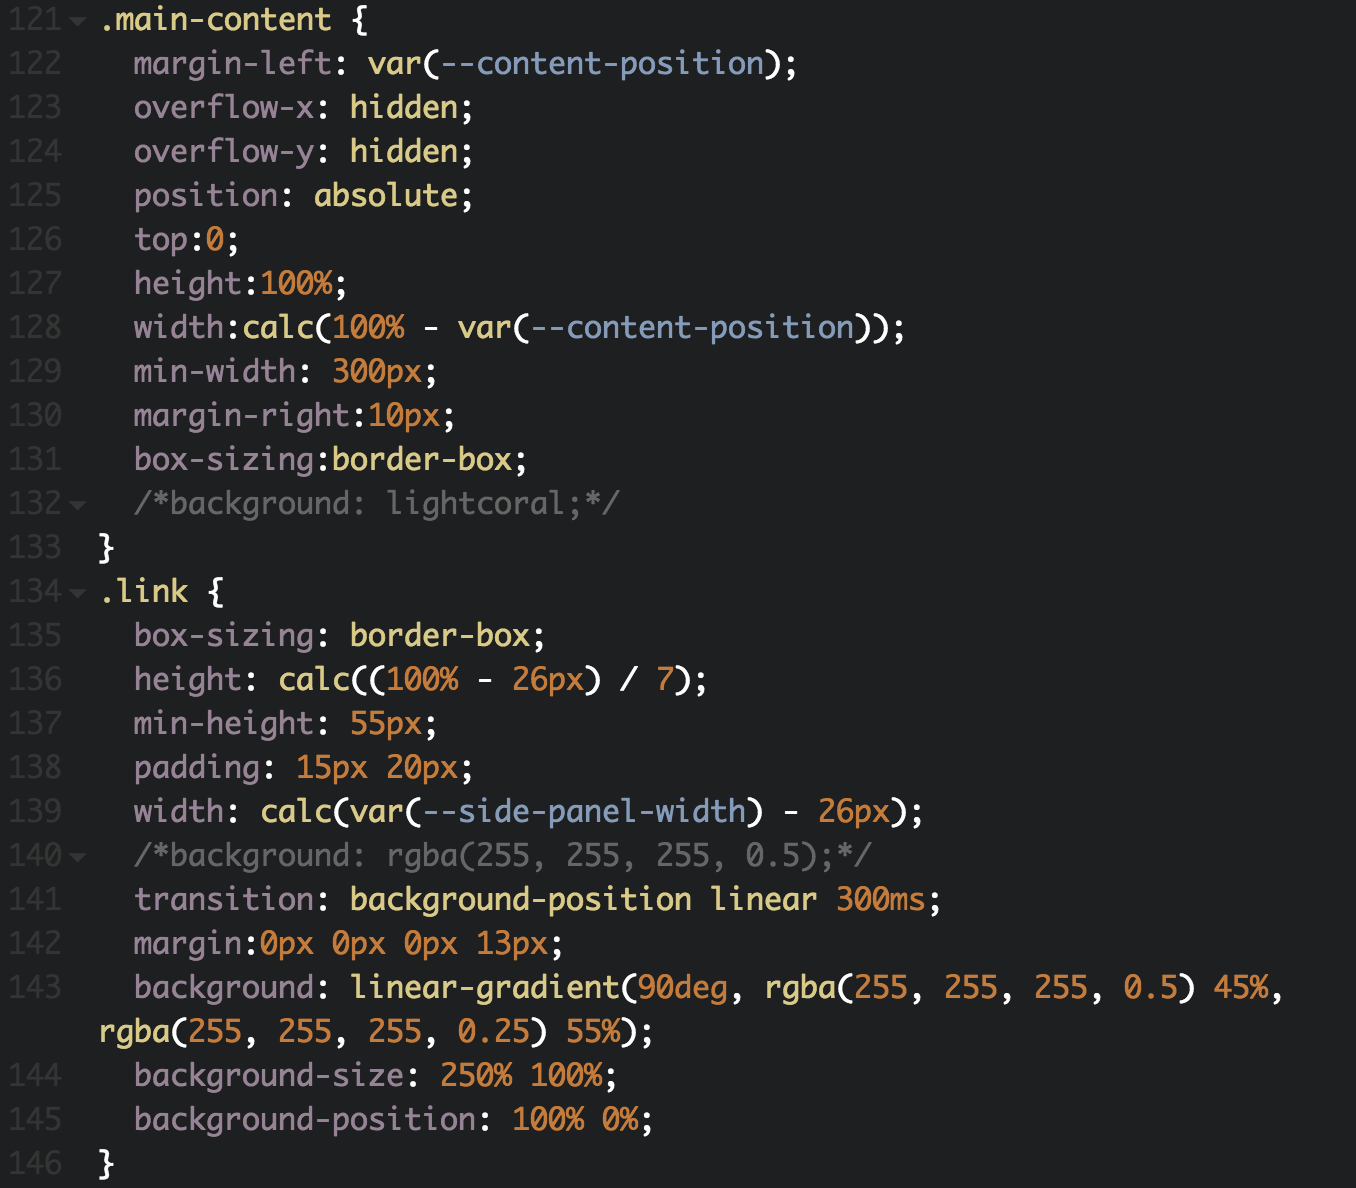 121 .main-content {
122 margin-left: var(--content-position);
123 overflow-x: hidden;
124 overflow-y: hidden;
125 position: absolute;
126 top:0;
127 height:100%;
128 width:calc(100% - var(--content-position));
129 min-width: 300px;
130 margin-right:10px;
131 box-sizing:border-box;
132 /*background: lightcoral;*/
133 }
134 .link {
135 box-sizing: border-box;
136 height: calc((100% - 26px) / 7);
137 min-height: 55px;
138 padding: 15px 20px;
139 width: calc(var(--side-panel-width) - 26px);
140 /*background: rgba(255, 255, 255, 0.5);*/
141 transition: background-position linear 300ms;
142 margin:0px 0px 0px 13px;
143 background: linear-gradient(90deg, rgba(255, 255, 255, 0.5) 45%,
rgba(255, 255, 255, 0.25) 55%);
144 background-size: 250% 100%;
145 background-position: 100% 0%;
146 }